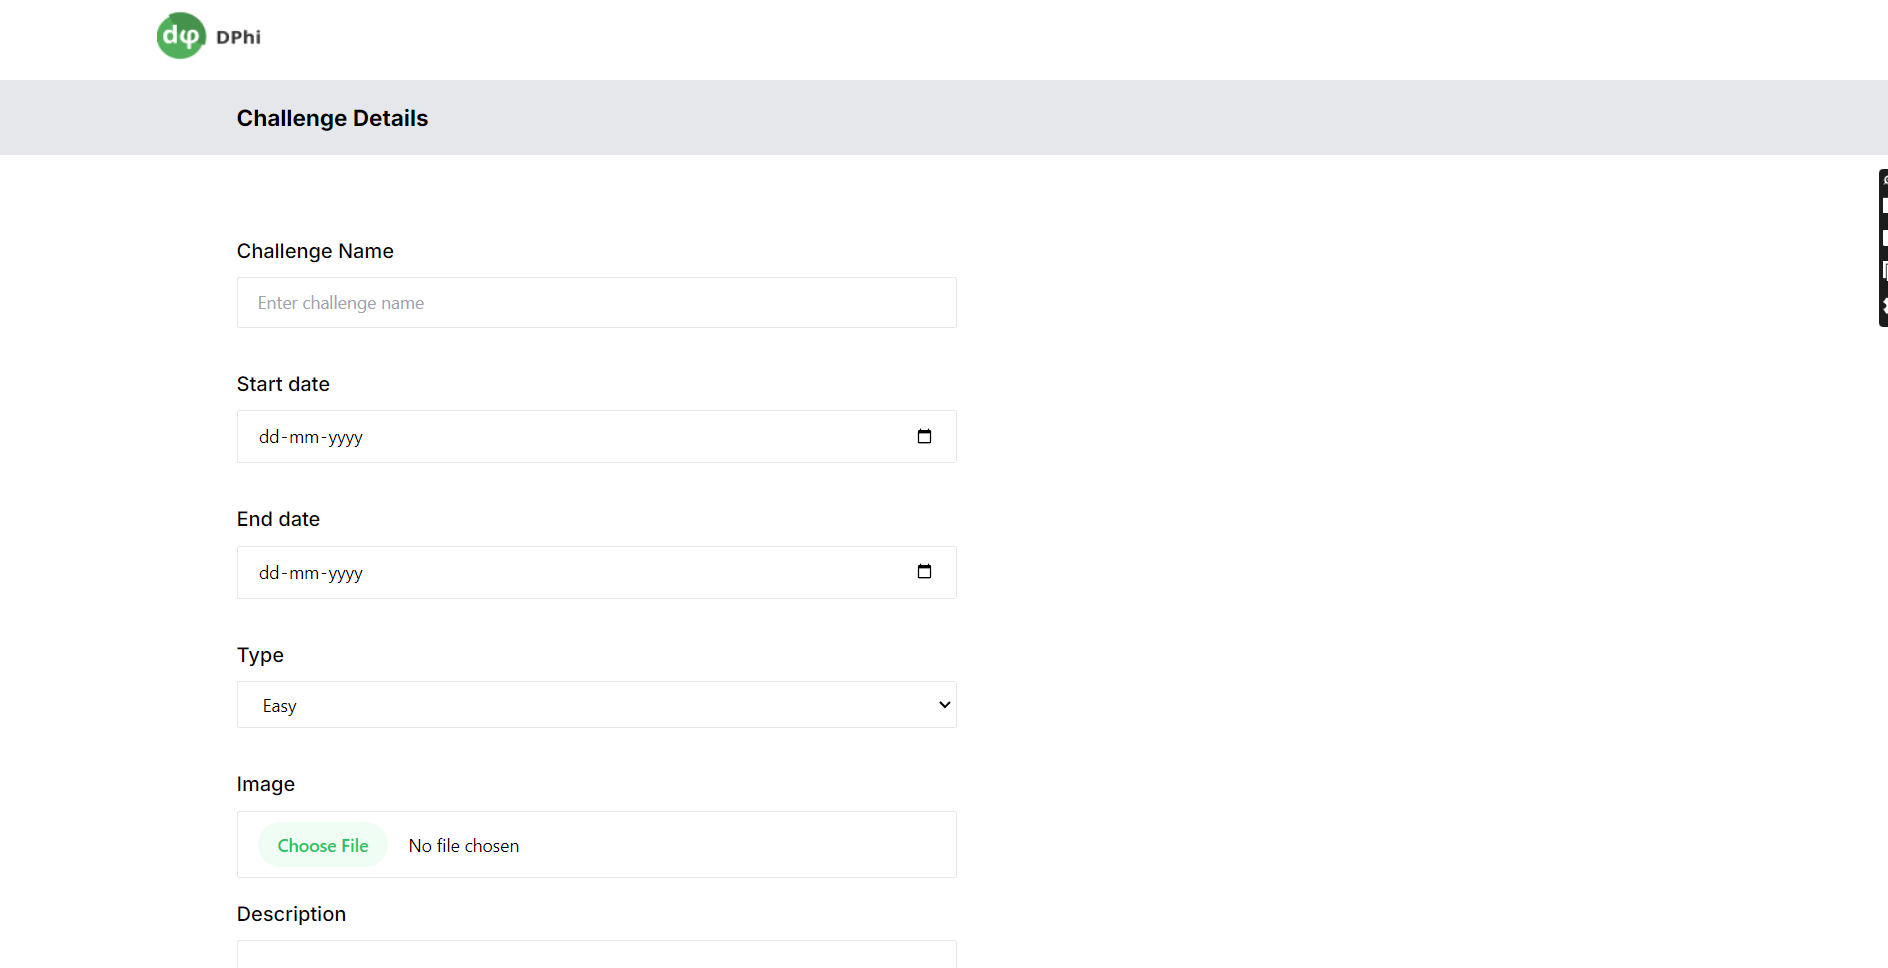 dφ DPhi
Challenge Details
Challenge Name
Enter challenge name
Start date
dd-mm-yyyy
End date
dd-mm-yyyy
Type
Easy
Image
Choose File No file chosen
Description